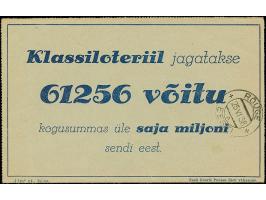 Klassiloteriil jagatakse
61256 võitu
kogusummas üle saja miljoni
sendi eest.